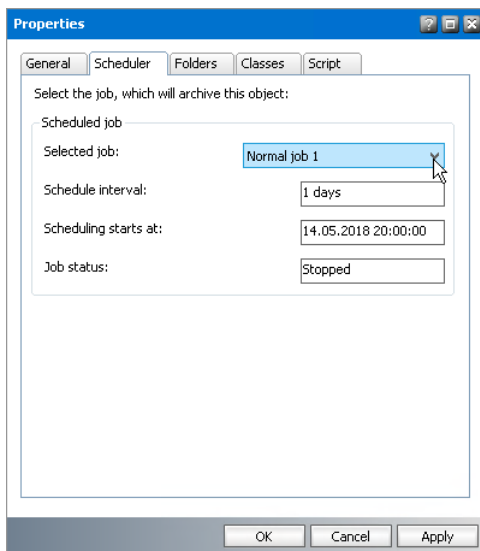 Properties
General Scheduler Folders Classes Script
Select the job, which will archive this object:
Scheduled job
Selected job: Normal job 1
Schedule interval: 1 days
Scheduling starts at: 14.05.2018 20:00:00
Job status: Stopped
OK Cancel Apply